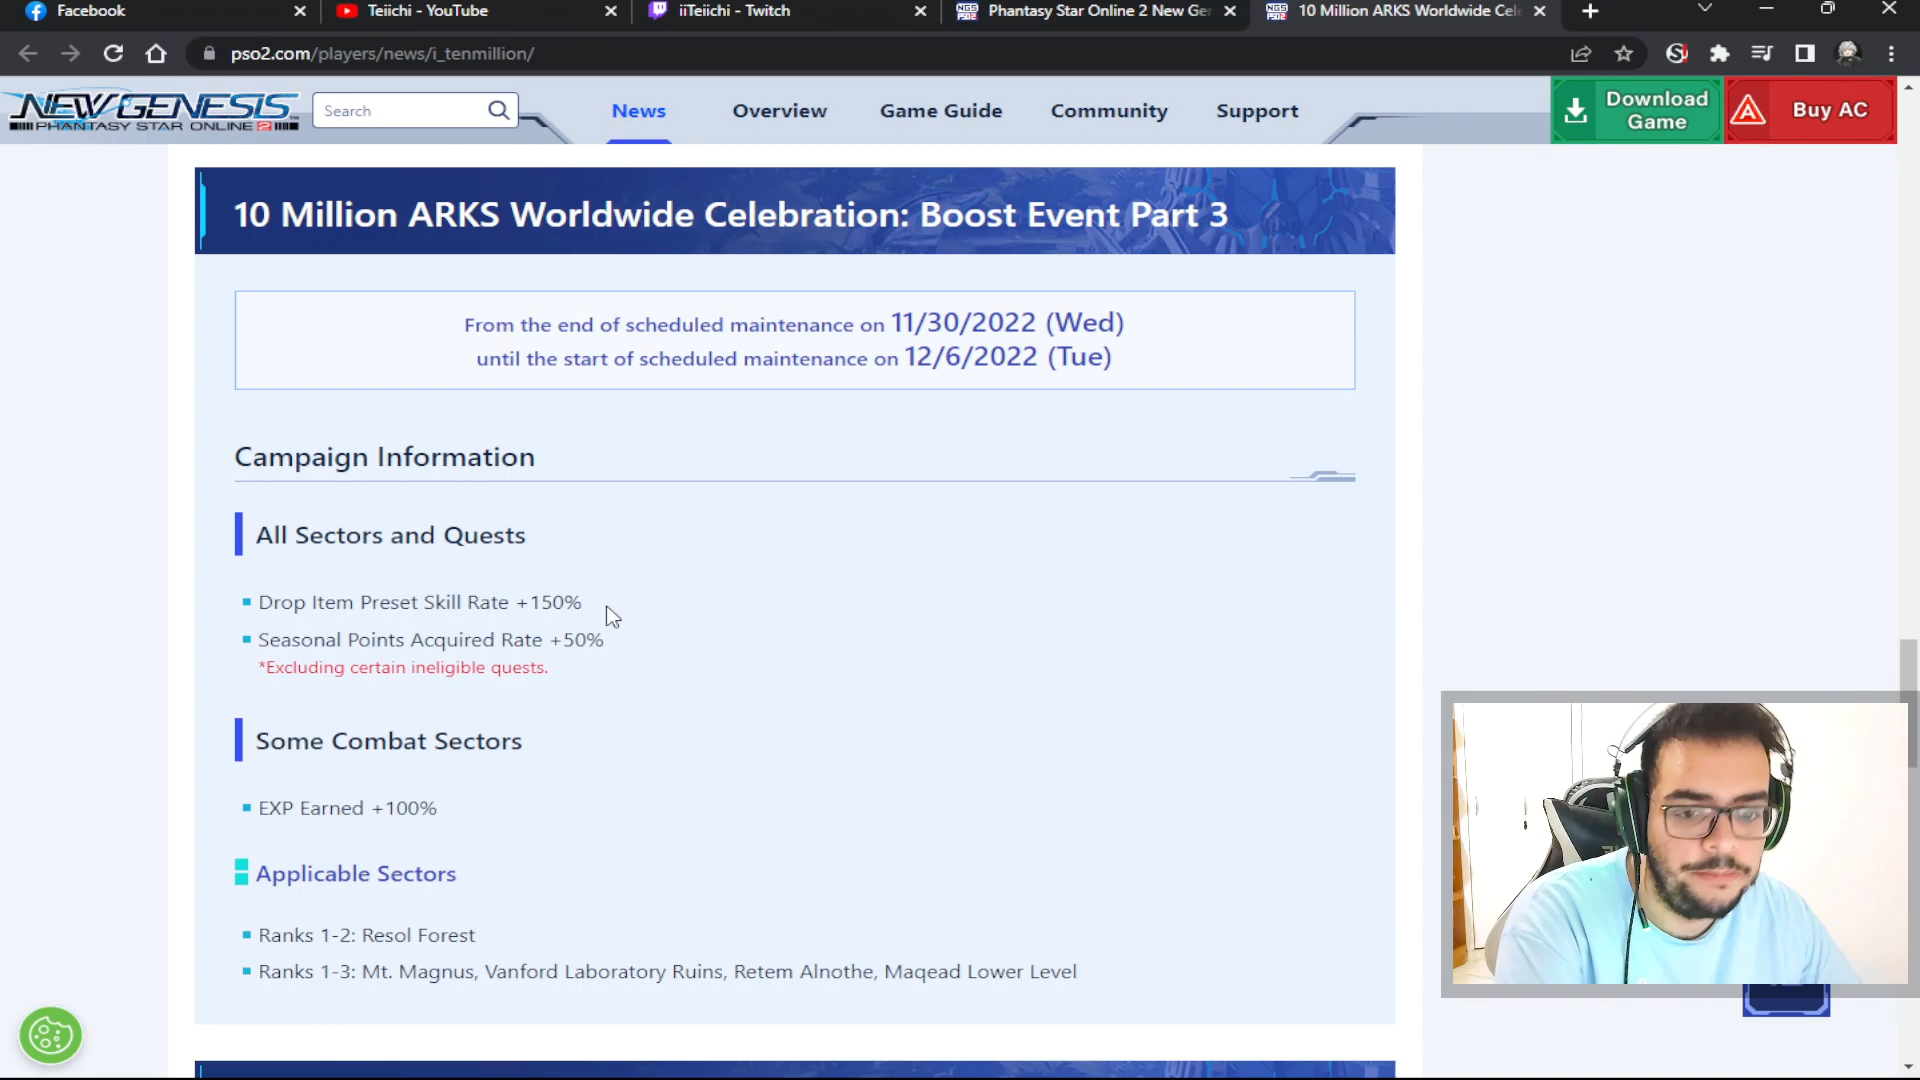 Facebook
Teiichi - YouTube
iiTeiichi - Twitch
Phantasy Star Online 2 New Ge
10 Million ARKS Worldwide Cel
pso2.com/players/news/i_tenmillion/
NEW GENESIS
PHANTASY STAR ONLINE 2
Search
News
Overview
Game Guide
Community
Support
Download
Game
Buy AC
10 Million ARKS Worldwide Celebration: Boost Event Part 3
From the end of scheduled maintenance on 11/30/2022 (Wed)
until the start of scheduled maintenance on 12/6/2022 (Tue)
Campaign Information
All Sectors and Quests
Drop Item Preset Skill Rate +150%
Seasonal Points Acquired Rate +50%
*Excluding certain ineligible quests.
Some Combat Sectors
EXP Earned +100%
Applicable Sectors
Ranks 1-2: Resol Forest
Ranks 1-3: Mt. Magnus, Vanford Laboratory Ruins, Retem Alnothe, Maqead Lower Level